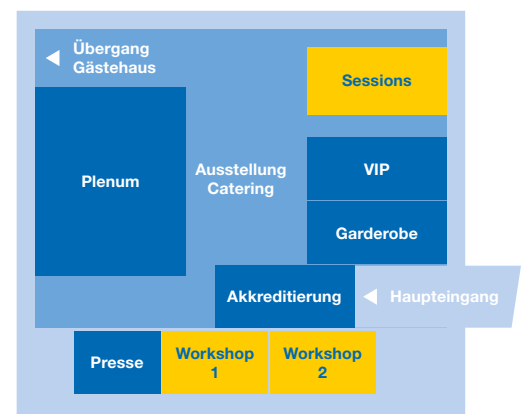 Übergang
Gästehaus
Sessions
Plenum
Ausstellung
Catering
VIP
Garderobe
Akkreditierung
Haupteingang
Presse
Workshop
1
Workshop
2